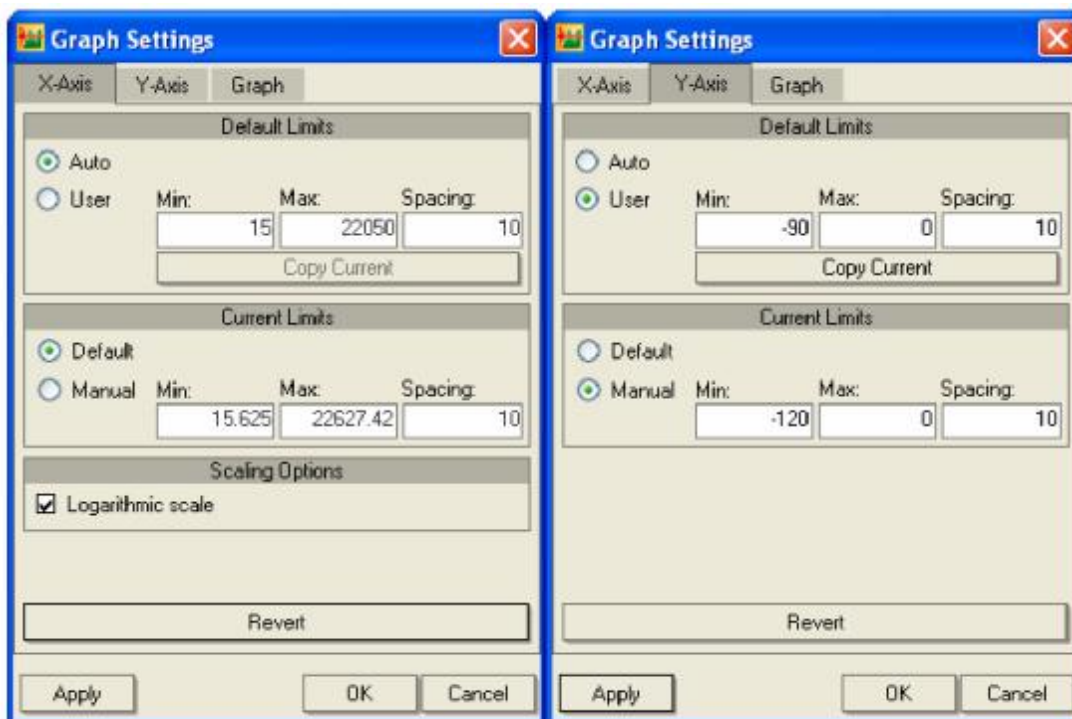 Graph Settings
X-Axis Y-Axis Graph
Default Limits
Auto
User Min: Max: Spacing:
15 22050 10
Copy Current
Current Limits
Default
Manual Min: Max: Spacing:
15.625 22627.42 10
Scaling Options
Logarithmic scale
Revert
Apply OK Cancel
Graph Settings
X-Axis Y-Axis Graph
Default Limits
Auto
User Min: Max: Spacing:
-90 0 10
Copy Current
Current Limits
Default
Manual Min: Max: Spacing:
-120 0 10
Revert
Apply OK Cancel